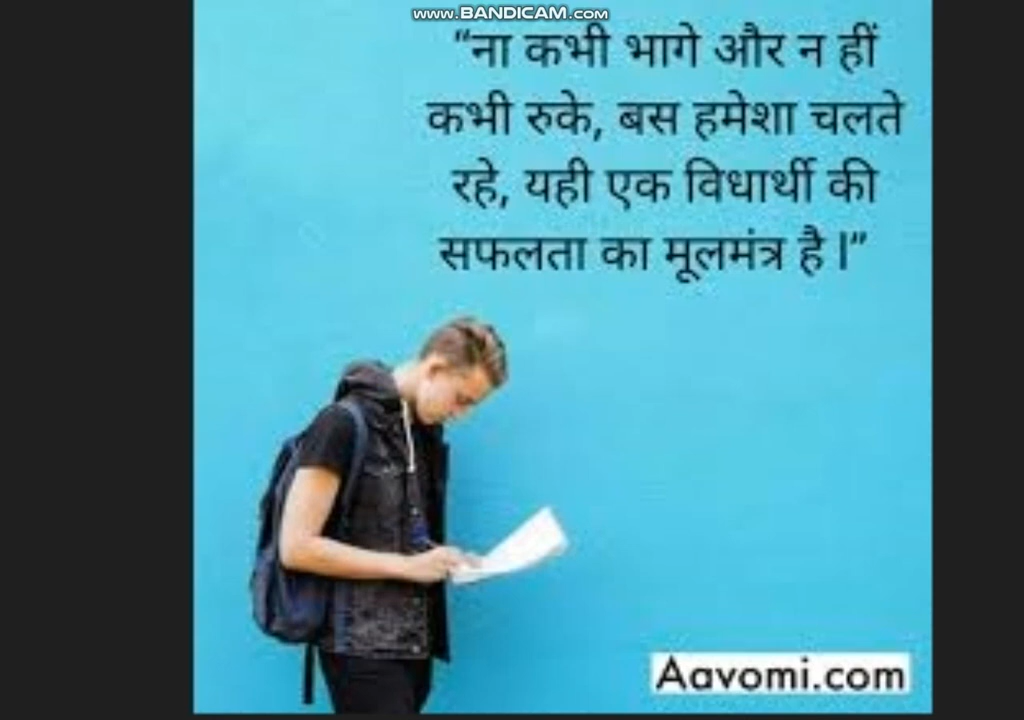 www.BANDICAM.com
“ना कभी भागे और न हीं
कभी रुके, बस हमेशा चलते
रहे, यही एक विधार्थी की
सफलता का मूलमंत्र है |”
Aavomi.com